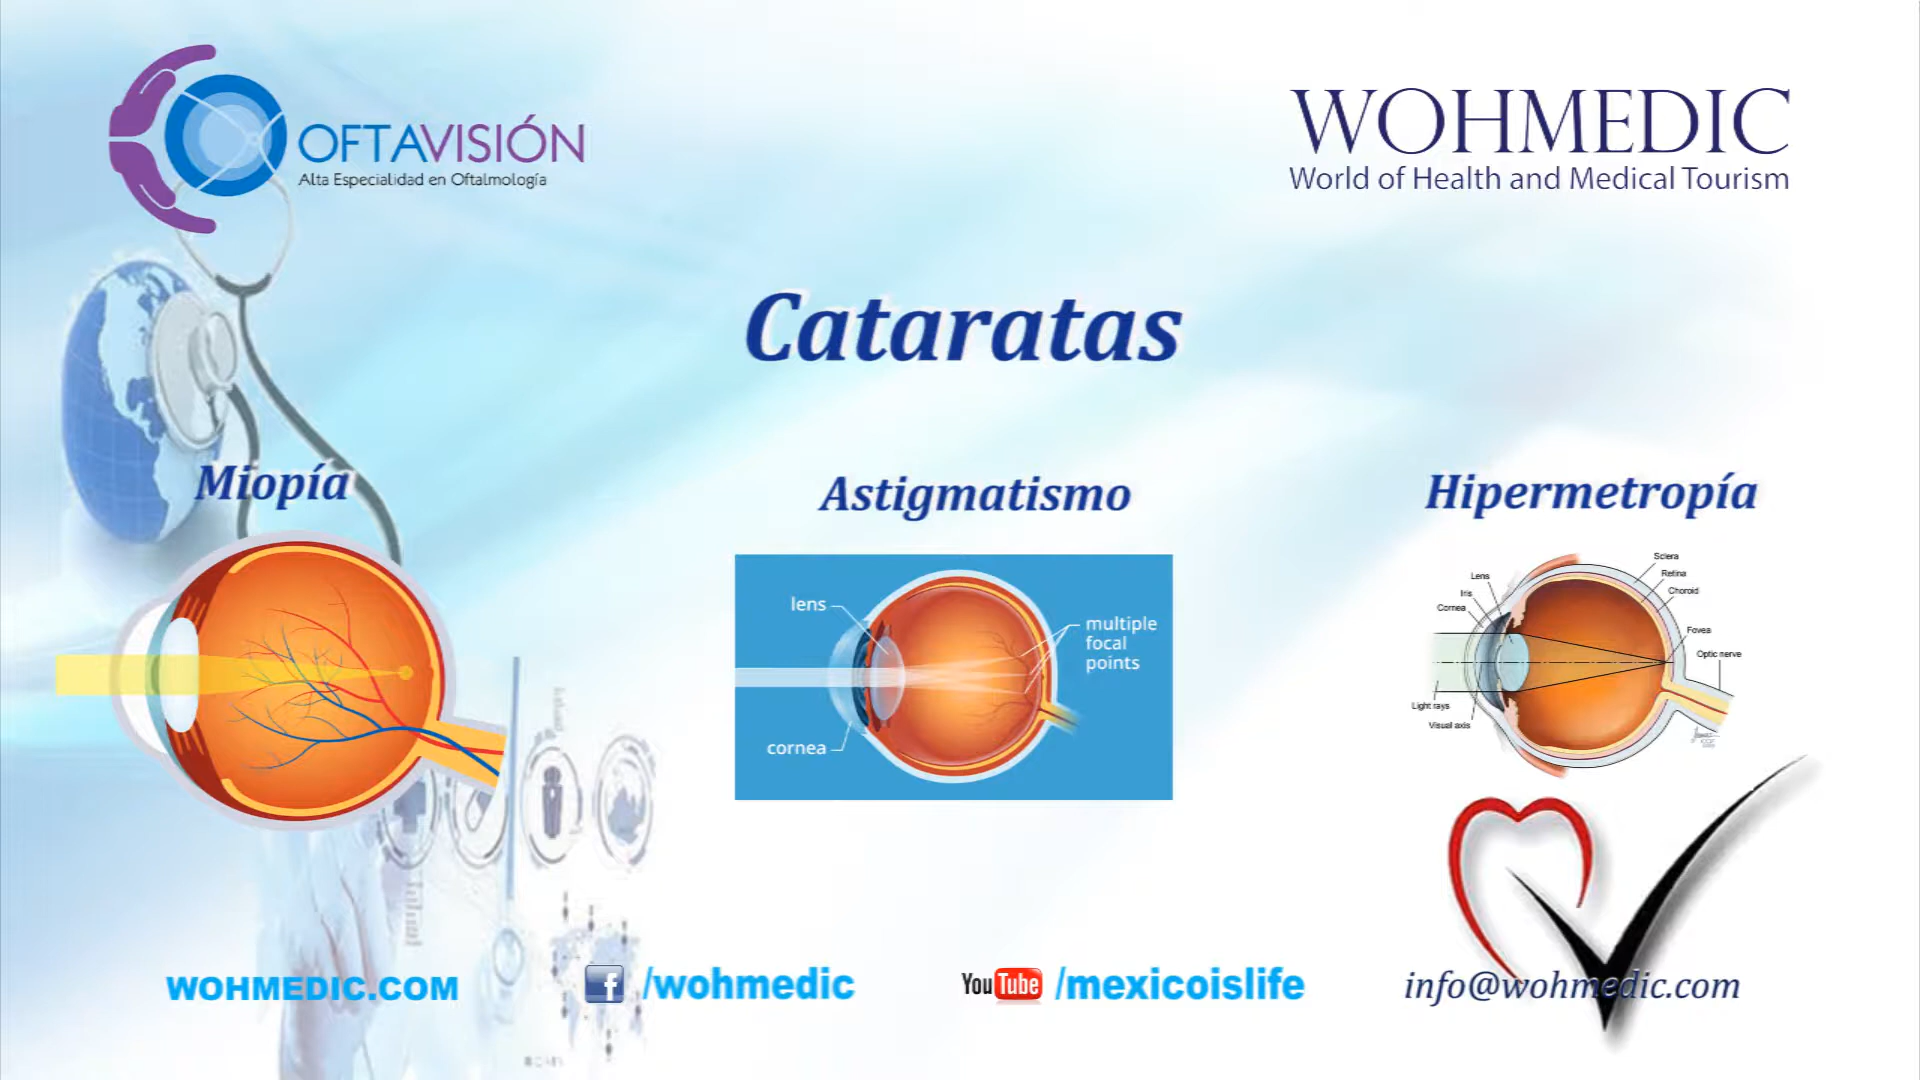 OFTAVISIÓN
Alta Especialidad en Oftalmología
WOHMEDIC
World of Health and Medical Tourism
Cataratas
Miopía
Astigmatismo
Hipermetropía
lens
multiple
focal
points
cornea
Sclera
Retina
Choroid
Lens
Iris
Cornea
Fovea
Optic nerve
Light rays
Visual axis
WOHMEDIC.COM
f /wohmedic
YouTube /mexicoislife
info@wohmedic.com